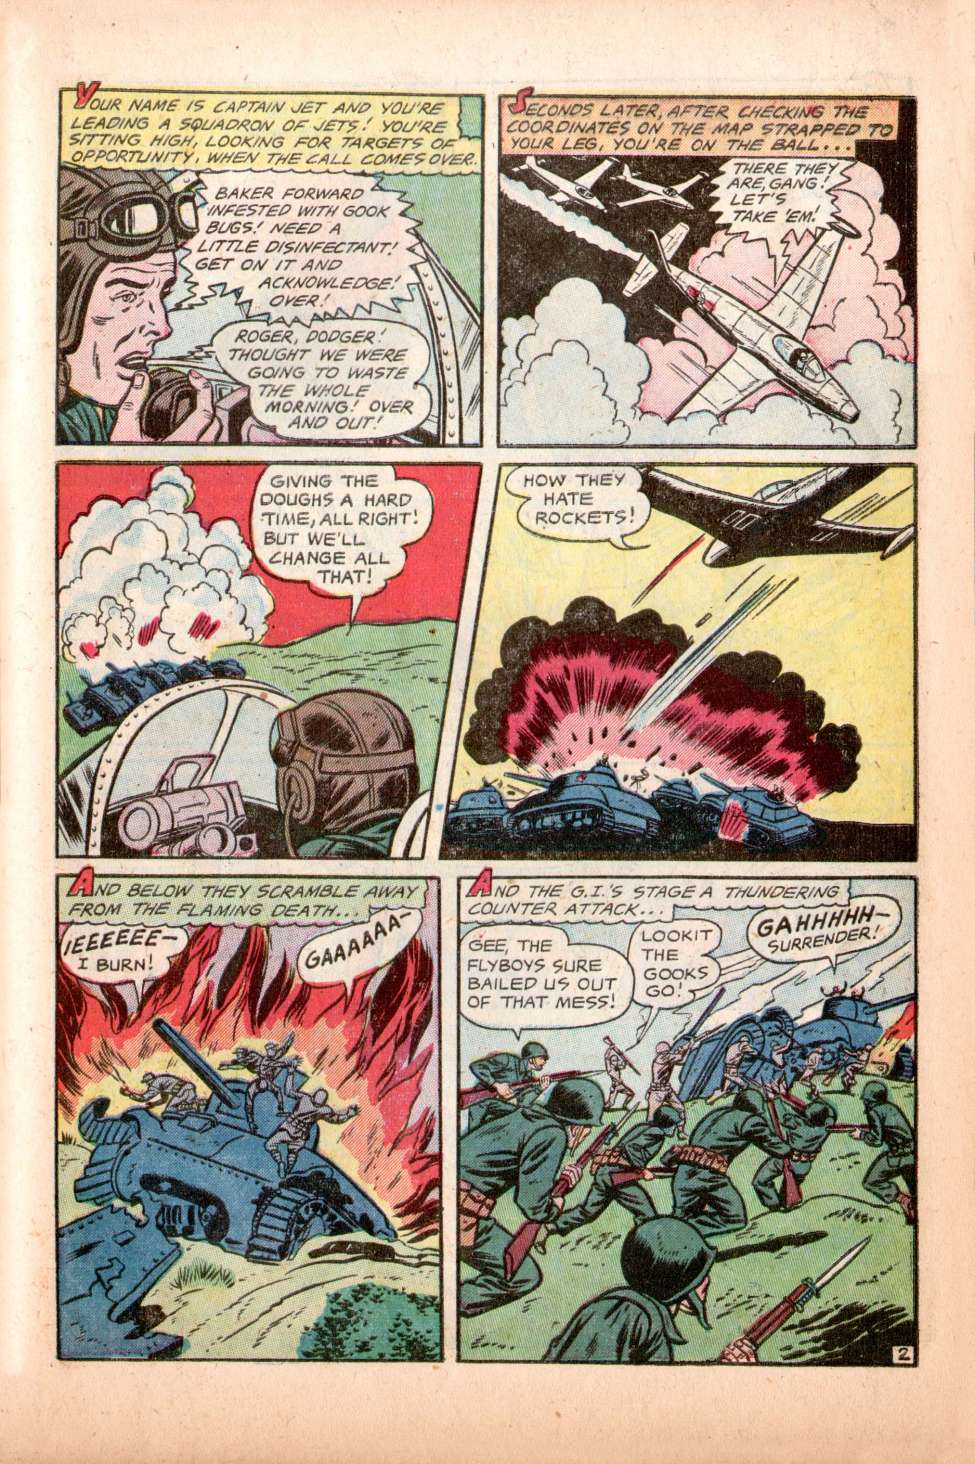 YOUR NAME IS CAPTAIN JET AND YOU'RE
LEADING A SQUADRON OF JETS! YOU'RE
SITTING HIGH, LOOKING FOR TARGETS OF
OPPORTUNITY, WHEN THE CALL COMES OVER.
BAKER FORWARD
INFESTED WITH GOOK
BUGS! NEED A
LITTLE DISINFECTANT!
GET ON IT AND
ACKNOWLEDGE!
OVER!
ROGER, DODGER!
THOUGHT WE WERE
GOING TO WASTE
THE WHOLE
MORNING! OVER
AND OUT!
SECONDS LATER, AFTER CHECKING THE
COORDINATES ON THE MAP STRAPPED TO
YOUR LEG, YOU'RE ON THE BALL...
THERE THEY
ARE, GANG!
LET'S
TAKE 'EM!
GIVING THE
DOUGHS A HARD
TIME, ALL RIGHT!
BUT WE'LL
CHANGE ALL
THAT!
HOW THEY
HATE
ROCKETS!
AND BELOW THEY SCRAMBLE AWAY
FROM THE FLAMING DEATH...
IEEEEEE—
I BURN!
GAAAAAA-
AND THE G.I.'S STAGE A THUNDERING
COUNTER ATTACK...
GEE, THE
FLYBOYS SURE
BAILED US OUT
OF THAT MESS!
LOOKIT
THE
GOOKS
GO!
GAHHHHH—
SURRENDER!
2